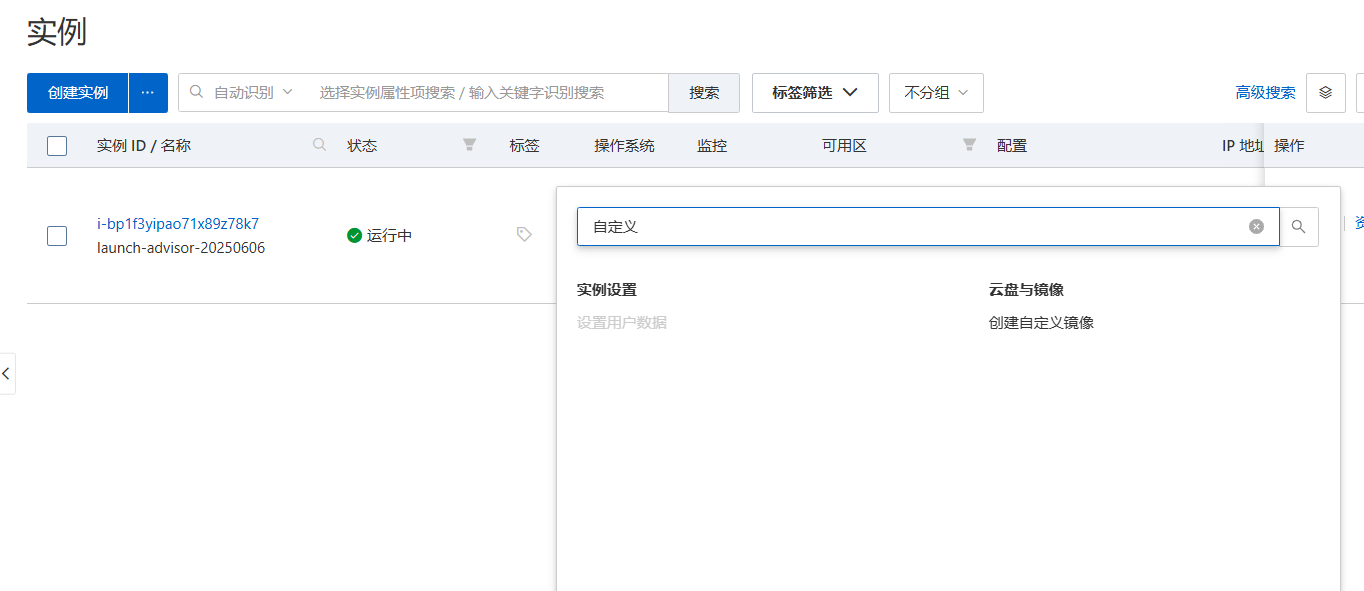 实例
创建实例 ··· 自动识别 选择实例属性项搜索 / 输入关键字识别搜索 搜索 标签筛选 不分组 高级搜索
实例 ID / 名称 状态 标签 操作系统 监控 可用区 配置 IP 地址 操作
自定义
i-bp1f3yipao71x89z78k7
launch-advisor-20250606
运行中
实例设置 云盘与镜像
设置用户数据 创建自定义镜像